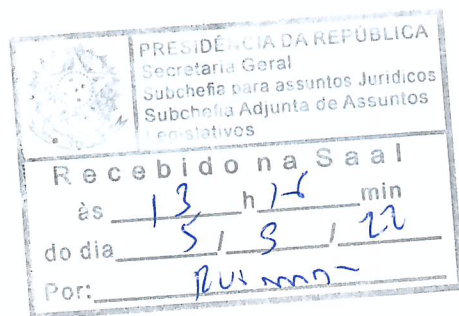 PRESIDÊNCIA DA REPÚBLICA
Secretaria Geral
Subchefia para assuntos Jurídicos
Subchefia Adjunta de Assuntos
Legislativos
Recebido na Saal
às 13 h 16 min
do dia 5 / 9 / 22
Por: